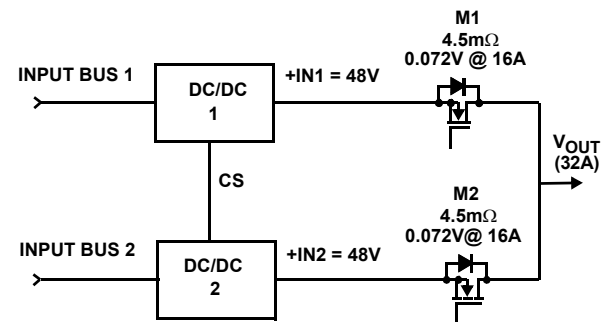 M1
4.5mΩ
0.072V @ 16A
INPUT BUS 1
DC/DC
1
+IN1 = 48V
VOUT
(32A)
CS
M2
4.5mΩ
0.072V@ 16A
INPUT BUS 2
DC/DC
2
+IN2 = 48V